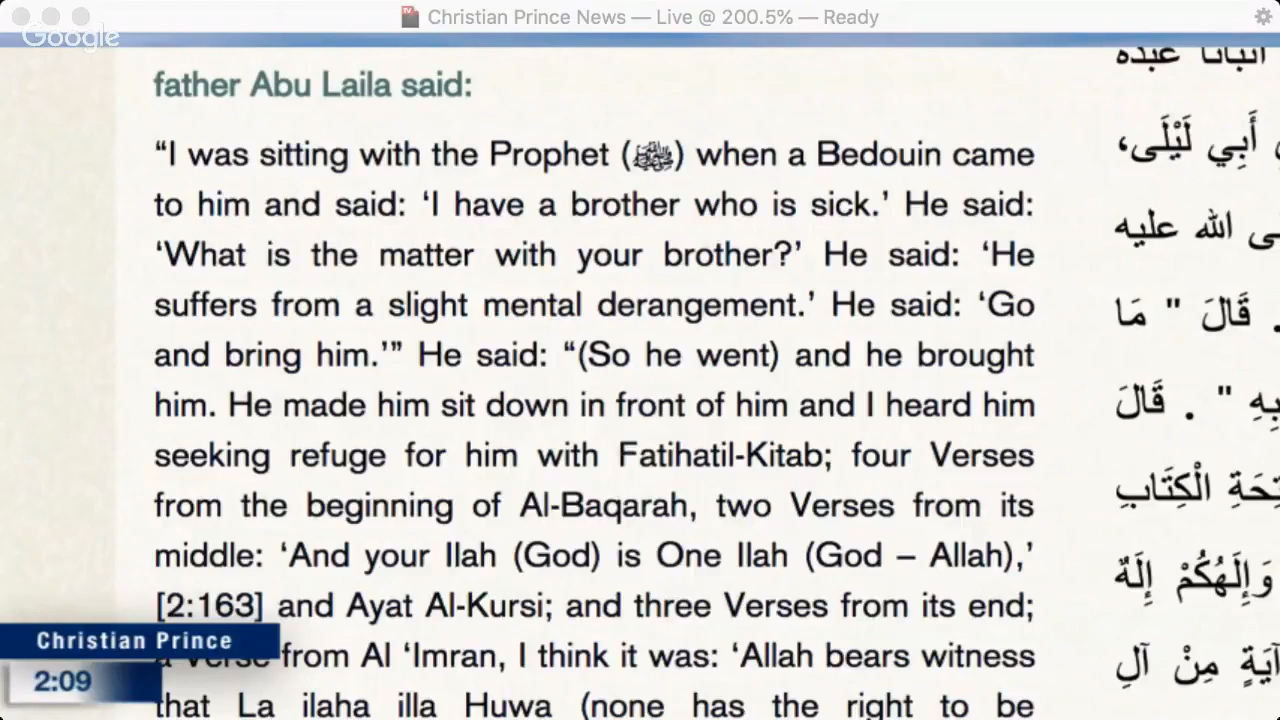 Christian Prince News — Live @ 200.5% — Ready
Google
father Abu Laila said:
“I was sitting with the Prophet (ﷺ) when a Bedouin came
to him and said: ‘I have a brother who is sick.’ He said:
‘What is the matter with your brother?’ He said: ‘He
suffers from a slight mental derangement.’ He said: ‘Go
and bring him.’” He said: “(So he went) and he brought
him. He made him sit down in front of him and I heard him
seeking refuge for him with Fatihatil-Kitab; four Verses
from the beginning of Al-Baqarah, two Verses from its
middle: ‘And your Ilah (God) is One Ilah (God – Allah),’
[2:163] and Ayat Al-Kursi; and three Verses from its end;
a Verse from Al ‘Imran, I think it was: ‘Allah bears witness
that La ilaha illa Huwa (none has the right to be
أَبِي لَيْلَى،
الله عليه
قَالَ " مَا
بِهِ " . قَالَ
الْكِتَابِ
وَإِلَهُكُمْ إِلَهٌ
آيَةٍ مِنْ آلِ
Christian Prince
2:09